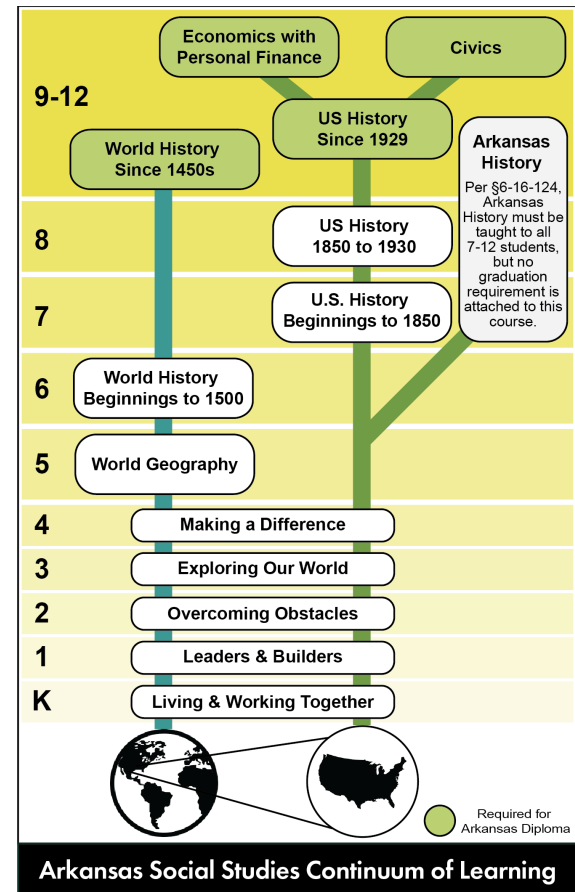 Economics with
Personal Finance
Civics
9-12
US History
Since 1929
World History
Since 1450s
Arkansas
History
Per §6-16-124,
Arkansas
History must be
taught to all
7-12 students,
but no
graduation
requirement is
attached to this
course.
8
US History
1850 to 1930
7
U.S. History
Beginnings to 1850
6
World History
Beginnings to 1500
5
World Geography
4
Making a Difference
3
Exploring Our World
2
Overcoming Obstacles
1
Leaders & Builders
K
Living & Working Together
Required for
Arkansas Diploma
Arkansas Social Studies Continuum of Learning